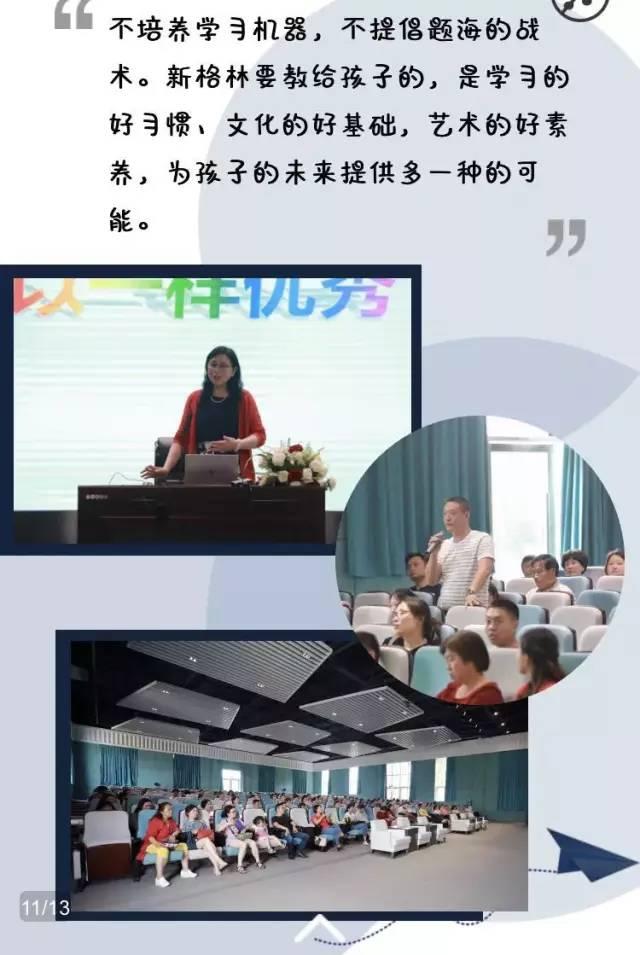 不培养学习机器，不提倡题海的战
术。新格林要教给孩子的，是学习的
好习惯、文化的好基础，艺术的好素
养，为孩子的未来提供多一种的可
能。
一样优秀
11/13